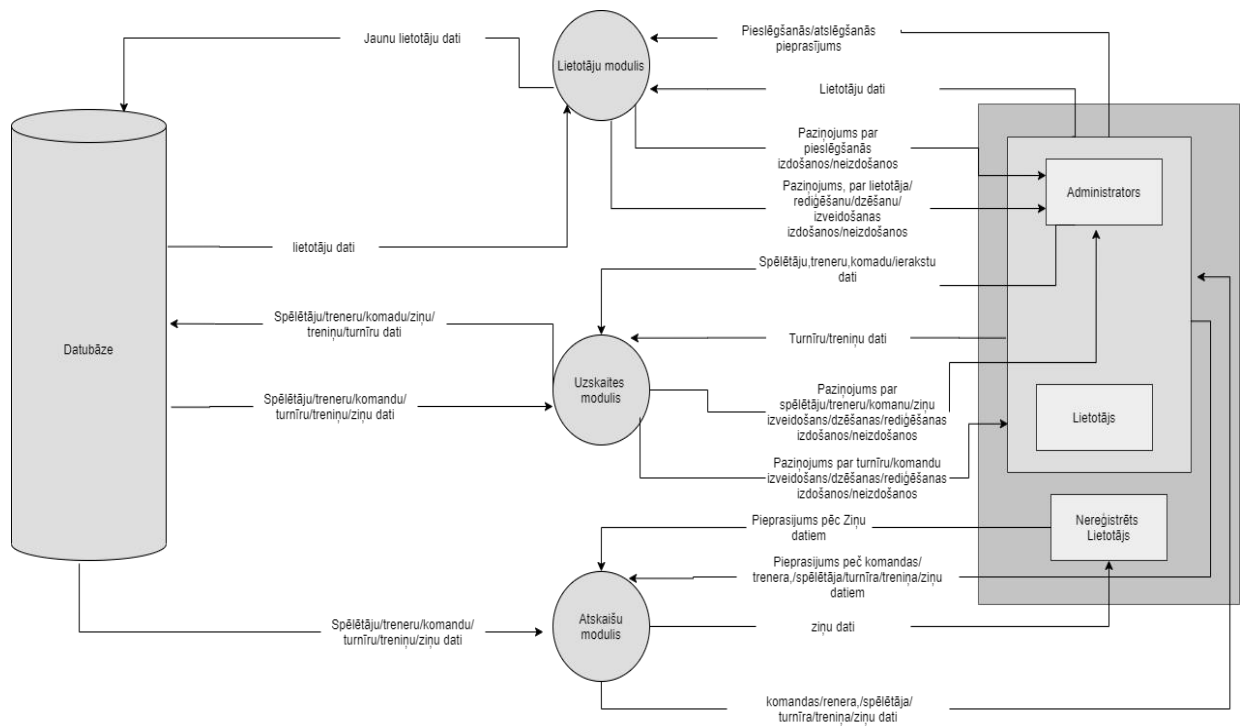 Jaunu lietotāju dati
Lietotāju modulis
Pieslēgšanās/atslēgšanās
pieprasījums
Lietotāju dati
Paziņojums par
pieslēgšanās
izdošanos/neizdošanos
Administrators
Paziņojums, par lietotāja/
rediģēšanu/dzēšanu/
izveidošanas
izdošanos/neizdošanos
lietotāju dati
Spēlētāju,treneru,komadu/ierakstu
dati
Spēlētāju/treneru/komadu/ziņu/
treniņu/turnīru dati
Turnīru/treniņu dati
Datubāze
Uzskaites
modulis
Spēlētāju/treneru/komandu/
turnīru/treniņu/ziņu dati
Paziņojums par
spēlētāju/treneru/komanu/ziņu
izveidošans/dzēšanas/rediģēšanas
izdošanos/neizdošanos
Lietotājs
Paziņojums par turnīru/komandu
izveidošans/dzēšanas/rediģēšanas
izdošanos/neizdošanos
Pieprasijums pēc Ziņu
datiem
Nereģistrēts
Lietotājs
Pieprasijums peč komandas/
trenera,/spēlētāja/turnīra/treniņa/ziņu
datiem
Atskaišu
modulis
Spēlētāju/treneru/komandu/
turnīru/treniņu/ziņu dati
ziņu dati
komandas/renera,/spēlētāja/
turnīra/treniņa/ziņu dati